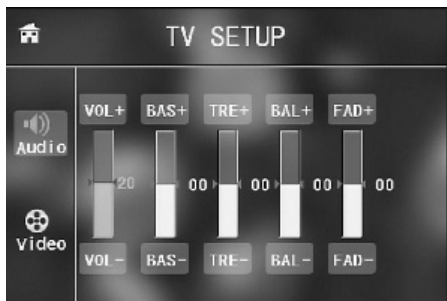 TV SETUP
VOL+ BAS+ TRE+ BAL+ FAD+
Audio
20 00 00 00 00
Video
VOL- BAS- TRE- BAL- FAD-